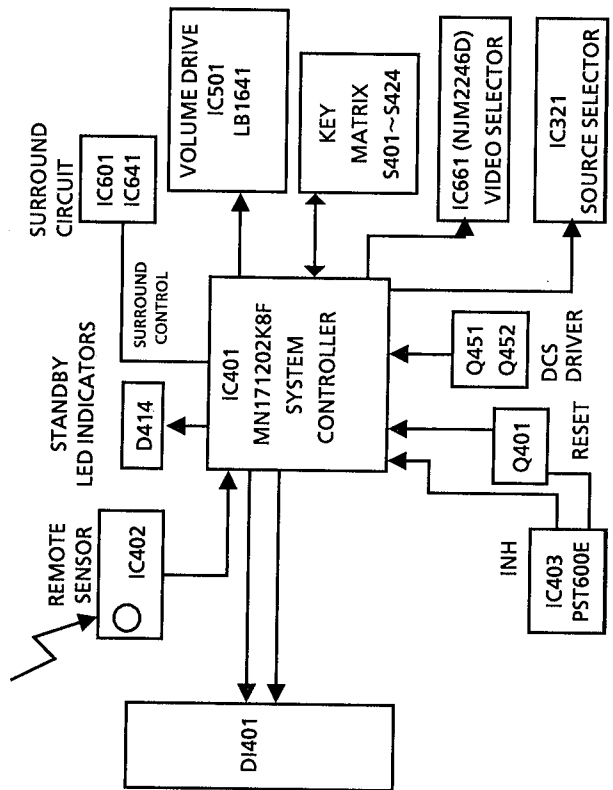 SURROUND
CIRCUIT
IC601
IC641
VOLUME DRIVE
IC501
LB1641
KEY
MATRIX
S401~S424
IC661 (NJM2246D)
VIDEO SELECTOR
IC321
SOURCE SELECTOR
SURROUND
CONTROL
STANDBY
LED INDICATORS
D414
IC401
MN171202K8F
SYSTEM
CONTROLLER
Q451
Q452
DCS
DRIVER
REMOTE
SENSOR
IC402
Q401
RESET
INH
IC403
PST600E
DI401